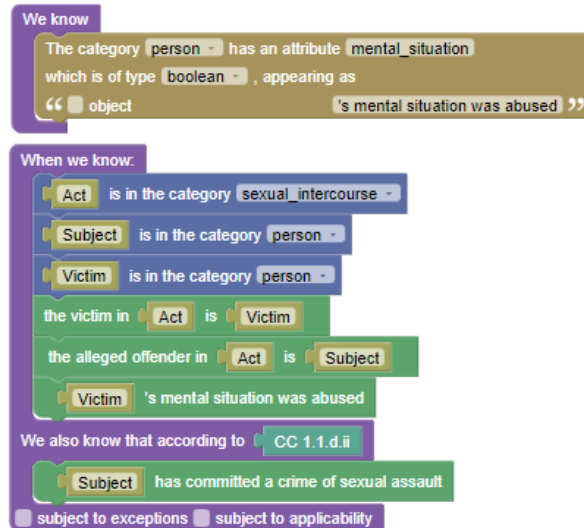 We know
The category person has an attribute mental_situation
which is of type boolean , appearing as
“ object 's mental situation was abused ”
When we know:
Act is in the category sexual_intercourse
Subject is in the category person
Victim is in the category person
the victim in Act is Victim
the alleged offender in Act is Subject
Victim 's mental situation was abused
We also know that according to CC 1.1.d.ii
Subject has committed a crime of sexual assault
subject to exceptions subject to applicability